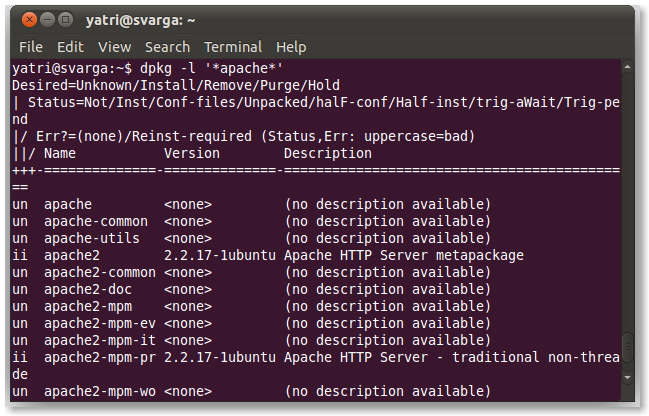 yatri@svarga: ~
File Edit View Search Terminal Help
yatri@svarga:~$ dpkg -l '*apache*'
Desired=Unknown/Install/Remove/Purge/Hold
| Status=Not/Inst/Conf-files/Unpacked/halF-conf/Half-inst/trig-aWait/Trig-pe
nd
|/ Err?=(none)/Reinst-required (Status,Err: uppercase=bad)
||/ Name           Version        Description
+++-==============-==============-==========================================
==
un  apache         <none>         (no description available)
un  apache-common  <none>         (no description available)
un  apache-utils   <none>         (no description available)
ii  apache2        2.2.17-1ubuntu Apache HTTP Server metapackage
un  apache2-common <none>         (no description available)
un  apache2-doc    <none>         (no description available)
un  apache2-mpm    <none>         (no description available)
un  apache2-mpm-ev <none>         (no description available)
un  apache2-mpm-it <none>         (no description available)
ii  apache2-mpm-pr 2.2.17-1ubuntu Apache HTTP Server - traditional non-threa
de
un  apache2-mpm-wo <none>         (no description available)